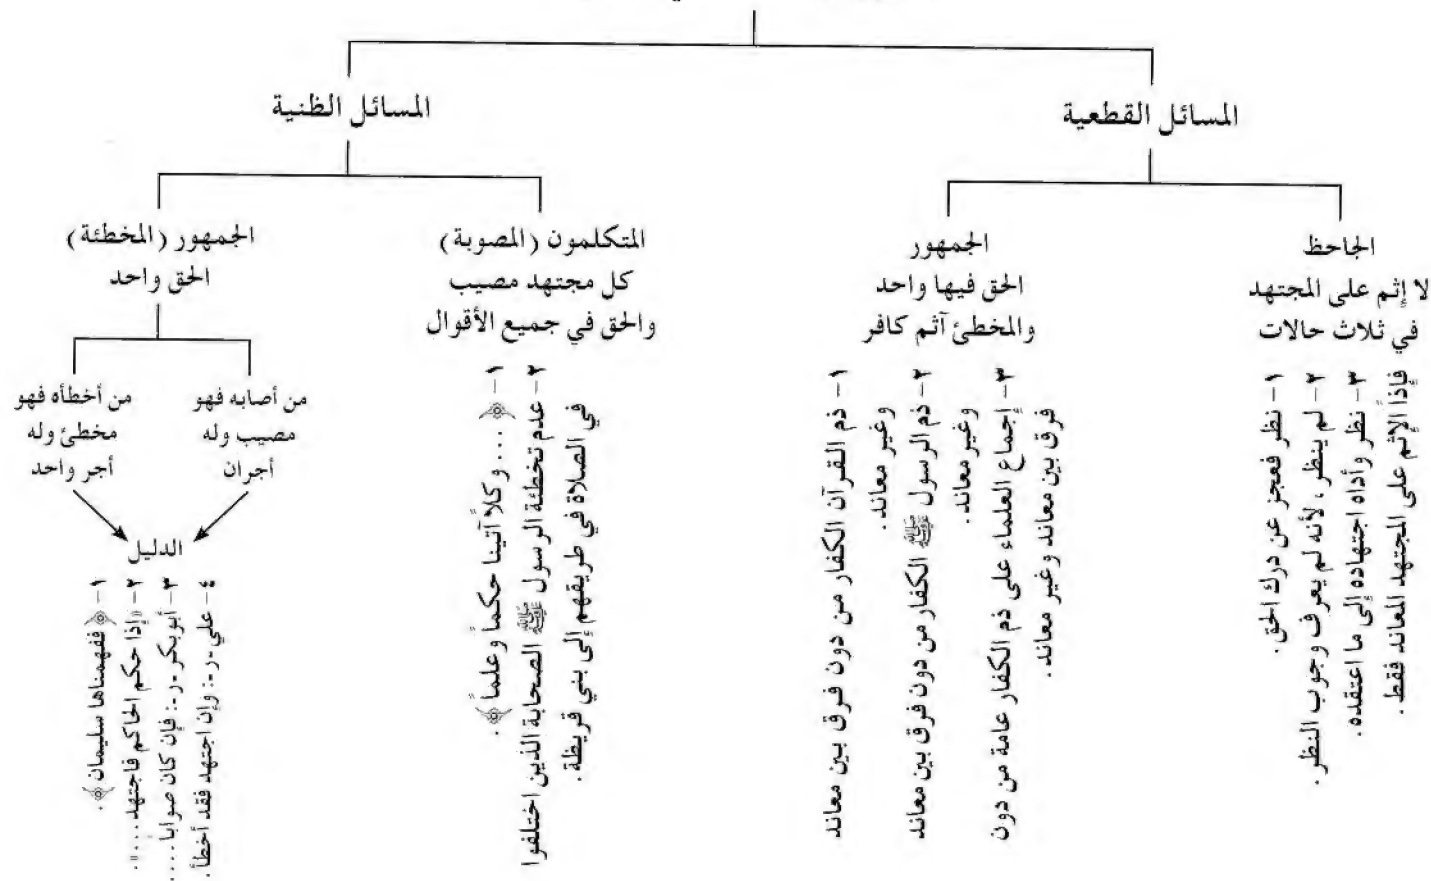 المسائل القطعية
المسائل الظنية
الجاحظ
لا إثم على المجتهد
في ثلاث حالات
١- نظر فعجز عن درك الحق.
٢- لم ينظر، لأنه لم يعرف وجوب النظر.
٣- نظر وأداه اجتهاده إلى ما اعتقده.
فإذاً الإثم على المجتهد المعاند فقط.
الجمهور
الحق فيها واحد
والمخطئ آثم كافر
١- ذم القرآن الكفار من دون فرق بين معاند
وغير معاند.
٢- ذم الرسول ﷺ الكفار من دون فرق بين معاند
وغير معاند.
٣- إجماع العلماء على ذم الكفار عامة من دون
فرق بين معاند وغير معاند.
المتكلمون (المصوبة)
كل مجتهد مصيب
والحق في جميع الأقوال
١- ﴿... وكلاً آتينا حكماً وعلماً﴾.
٢- عدم تخطئة الرسول ﷺ الصحابة الذين اختلفوا
في الصلاة في طريقهم إلى بني قريظة.
الجمهور (المخطئة)
الحق واحد
من أصابه فهو
مصيب وله
أجران
من أخطأه فهو
مخطئ وله
أجر واحد
الدليل
١- ﴿ففهمناها سليمان﴾.
٢- «إذا حكم الحاكم فاجتهد...».
٣- أبوبكر -ر-: فإن كان صوابا....
٤- علي -ر-: وإن اجتهد فقد أخطأ.